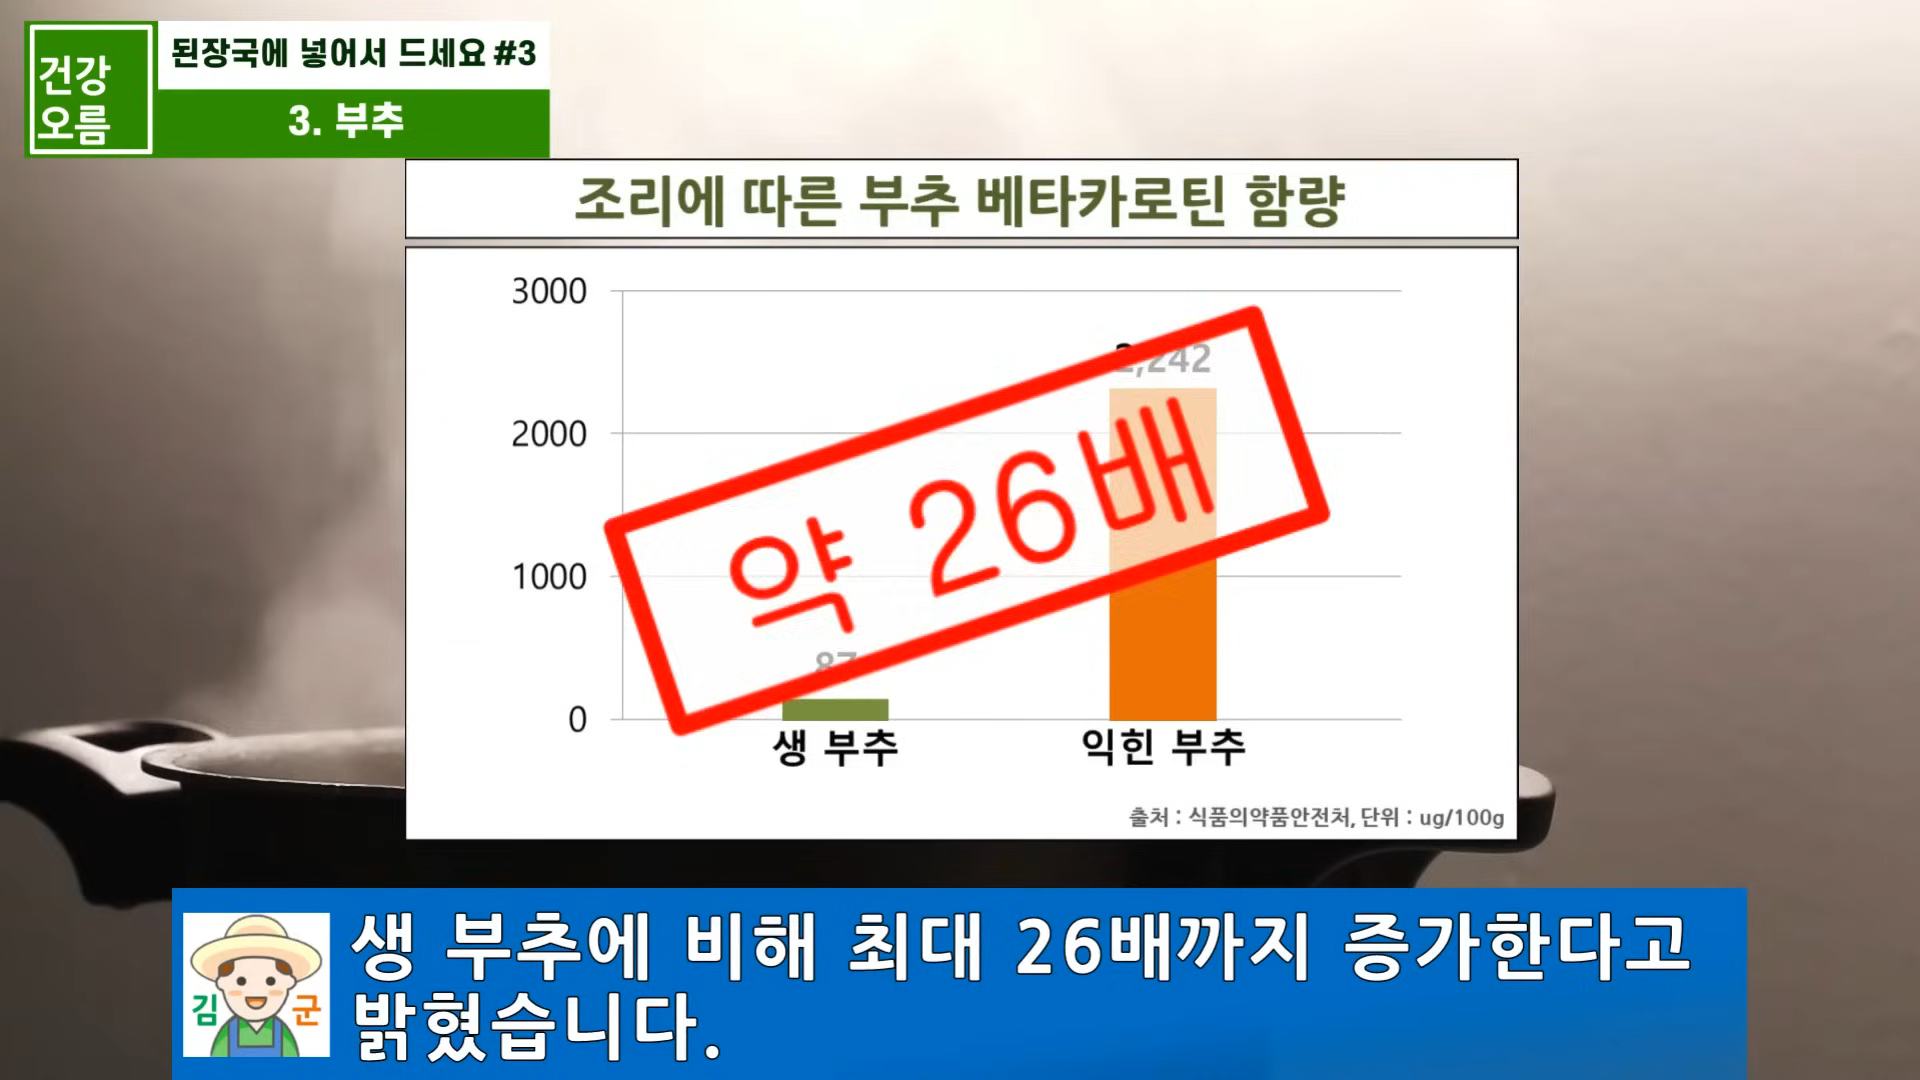 건강
오름
된장국에 넣어서 드세요 #3
3. 부추
조리에 따른 부추 베타카로틴 함량
3000
2000
1000
0
2,242
87
약 26배
생 부추
익힌 부추
출처 : 식품의약품안전처, 단위 : ug/100g
김 군
생 부추에 비해 최대 26배까지 증가한다고
밝혔습니다.